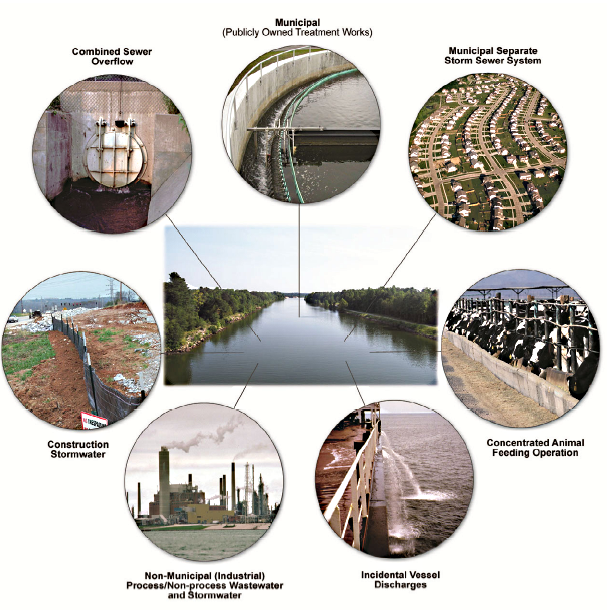 Municipal
(Publicly Owned Treatment Works)
Combined Sewer
Overflow
Municipal Separate
Storm Sewer System
Construction
Stormwater
Concentrated Animal
Feeding Operation
Non-Municipal (Industrial)
Process/Non-process Wastewater
and Stormwater
Incidental Vessel
Discharges